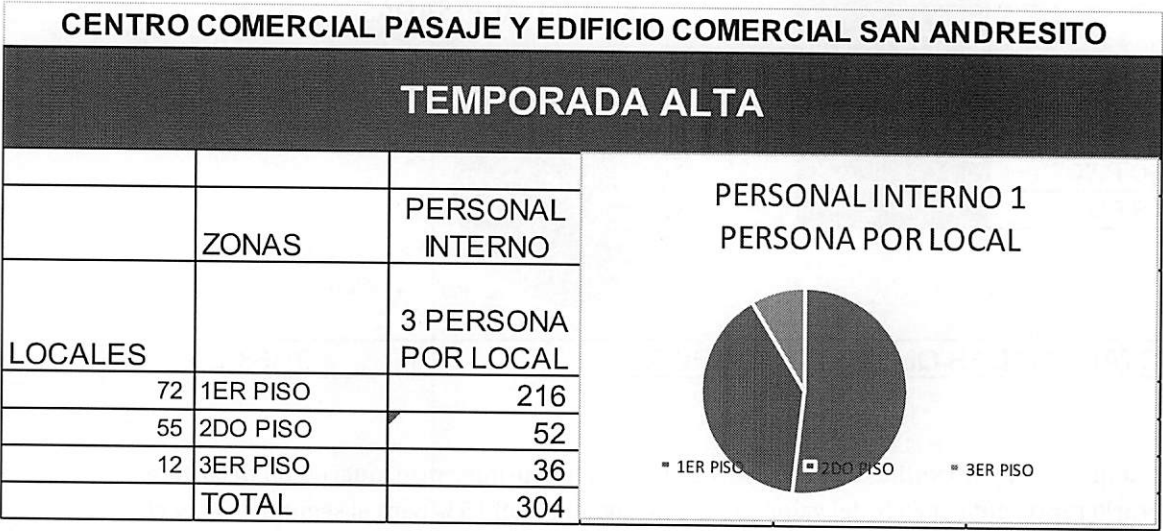 CENTRO COMERCIAL PASAJE Y EDIFICIO COMERCIAL SAN ANDRESITO
TEMPORADA ALTA
ZONAS
PERSONAL
INTERNO
LOCALES
3 PERSONA
POR LOCAL
72 1ER PISO 216
55 2DO PISO 52
12 3ER PISO 36
TOTAL 304
PERSONAL INTERNO 1
PERSONA POR LOCAL
1ER PISO 2DO PISO 3ER PISO